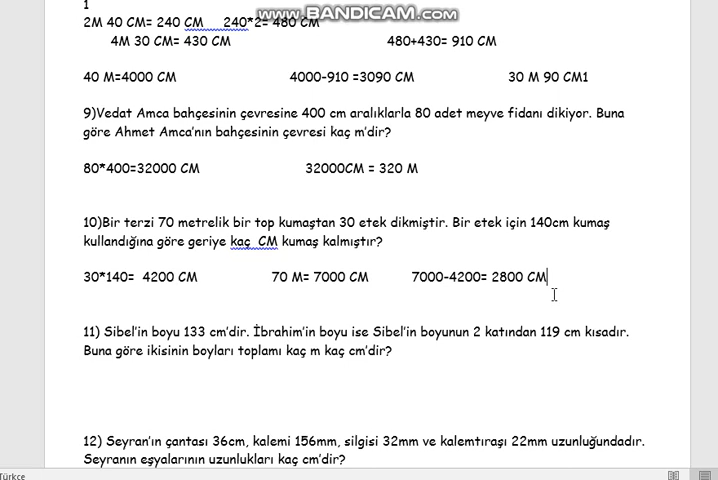 1
www.BANDICAM.com
2M 40 CM= 240 CM 240*2= 480 CM
4M 30 CM= 430 CM 480+430= 910 CM
40 M=4000 CM 4000-910 =3090 CM 30 M 90 CM1
9)Vedat Amca bahçesinin çevresine 400 cm aralıklarla 80 adet meyve fidanı dikiyor. Buna
göre Ahmet Amca'nın bahçesinin çevresi kaç m'dir?
80*400=32000 CM 32000CM = 320 M
10)Bir terzi 70 metrelik bir top kumaştan 30 etek dikmiştir. Bir etek için 140cm kumaş
kullandığına göre geriye kaç CM kumaş kalmıştır?
30*140= 4200 CM 70 M= 7000 CM 7000-4200= 2800 CM
11) Sibel'in boyu 133 cm'dir. İbrahim'in boyu ise Sibel'in boyunun 2 katından 119 cm kısadır.
Buna göre ikisinin boyları toplamı kaç m kaç cm'dir?
12) Seyran'ın çantası 36cm, kalemi 156mm, silgisi 32mm ve kalemtıraşı 22mm uzunluğundadır.
Seyranın eşyalarının uzunlukları kaç cm'dir?
Türkçe